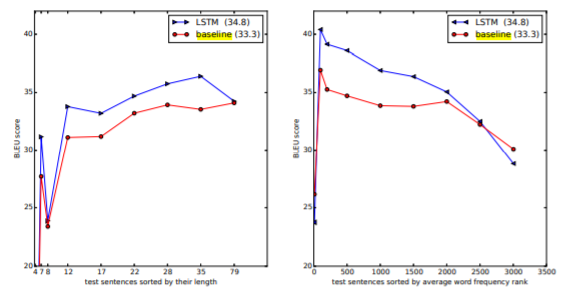 LSTM (34.8)
baseline (33.3)
40
35
30
25
20
BLEU score
4 7 8 12 17 22 28 35 79
test sentences sorted by their length
LSTM (34.8)
baseline (33.3)
40
35
30
25
20
BLEU score
0 500 1000 1500 2000 2500 3000 3500
test sentences sorted by average word frequency rank